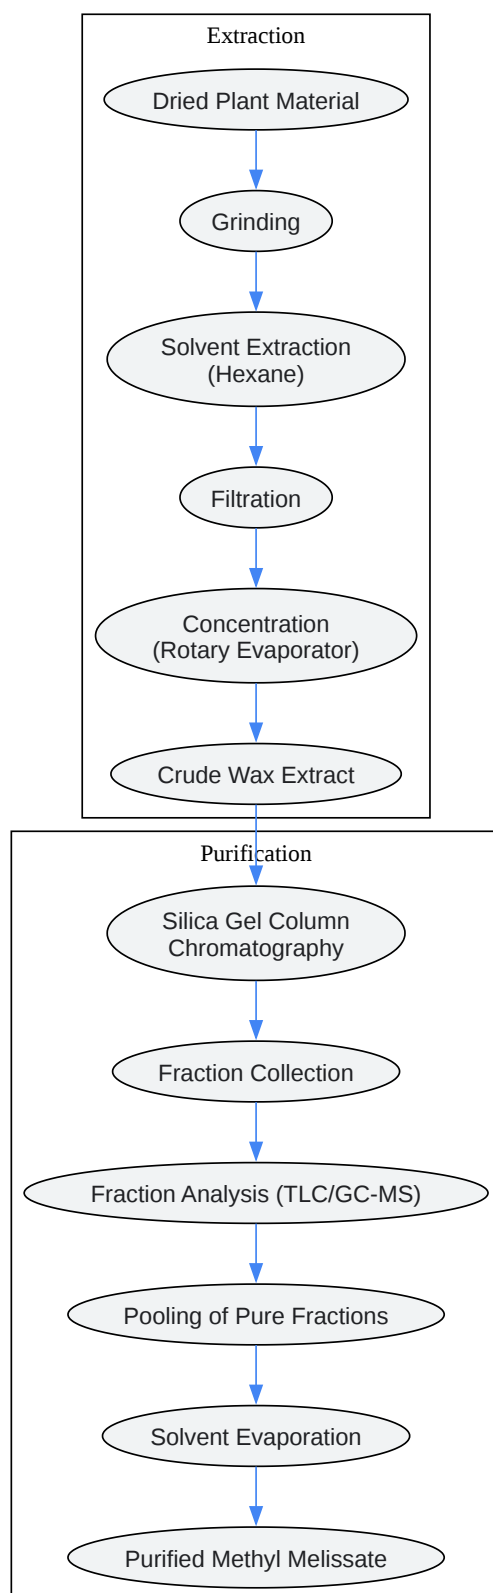 Extraction
Dried Plant Material
Grinding
Solvent Extraction
(Hexane)
Filtration
Concentration
(Rotary Evaporator)
Crude Wax Extract
Purification
Silica Gel Column
Chromatography
Fraction Collection
Fraction Analysis (TLC/GC-MS)
Pooling of Pure Fractions
Solvent Evaporation
Purified Methyl Melissate